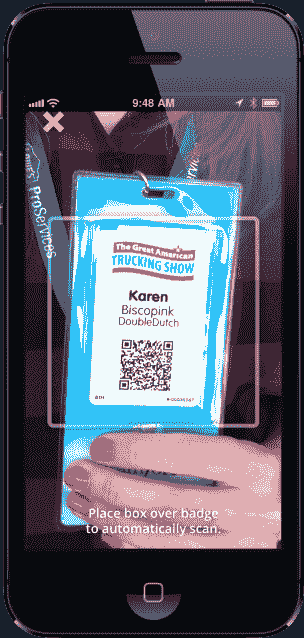 9:48 AM
ProServices
The Great American
TRUCKING SHOW
Karen
Biscopink
DoubleDutch
Place box over badge
to automatically scan.